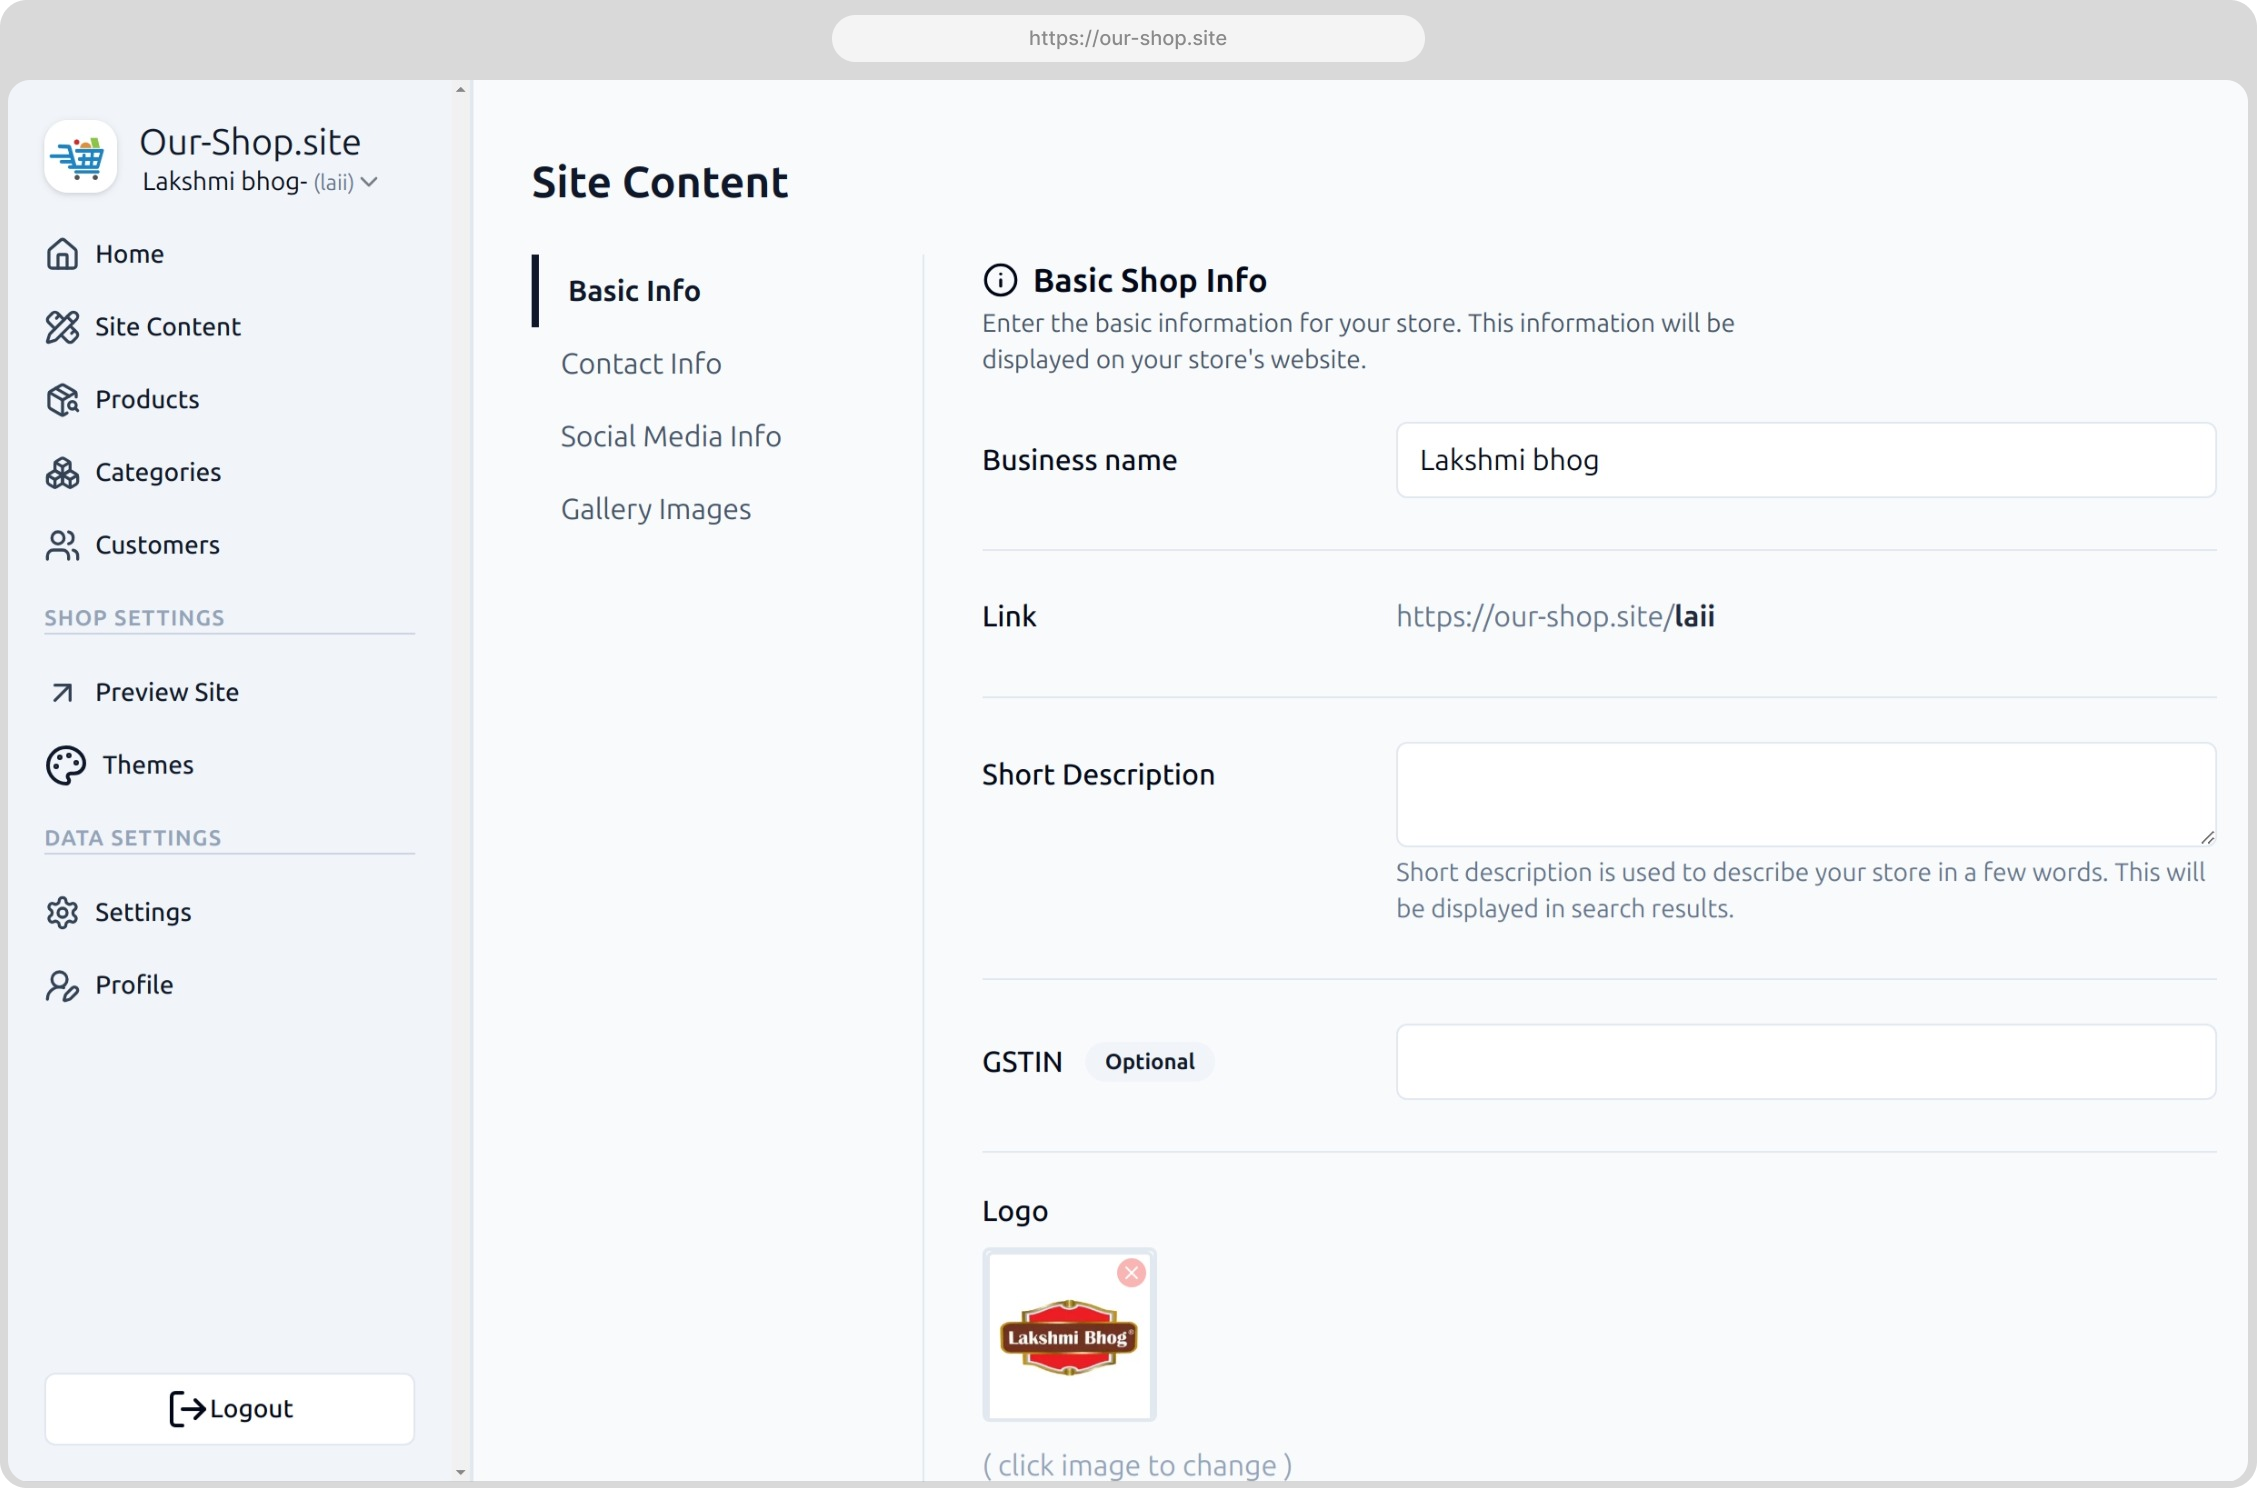 https://our-shop.site
Our-Shop.site
Lakshmi bhog- (laii)
Home
Site Content
Products
Categories
Customers
SHOP SETTINGS
Preview Site
Themes
DATA SETTINGS
Settings
Profile
Logout
Site Content
Basic Info
Contact Info
Social Media Info
Gallery Images
Basic Shop Info
Enter the basic information for your store. This information will be
displayed on your store's website.
Business name
Lakshmi bhog
Link
https://our-shop.site/laii
Short Description
Short description is used to describe your store in a few words. This will
be displayed in search results.
GSTIN Optional
Logo
Lakshmi Bhog®
( click image to change )